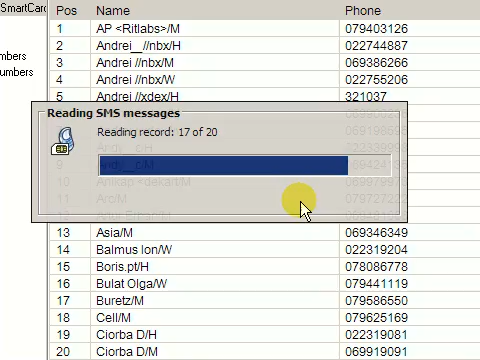 SmartCard
mbers
umbers
Pos Name Phone
1 AP <Ritlabs>/M 079403126
2 Andrei__//nbx/H 022744887
3 Andrei //nbx/M 069386266
4 Andrei //nbx/W 022755206
5 Andrei //xdex/H 321037
Reading SMS messages
Reading record: 17 of 20
13 Asia/M 069346349
14 Balmus Ion/W 022319204
15 Boris.pt/H 078086778
16 Bulat Olga/W 079441119
17 Buretz/M 079586550
18 Cell/M 079625169
19 Ciorba D/H 022319081
20 Ciorba D/M 069919091